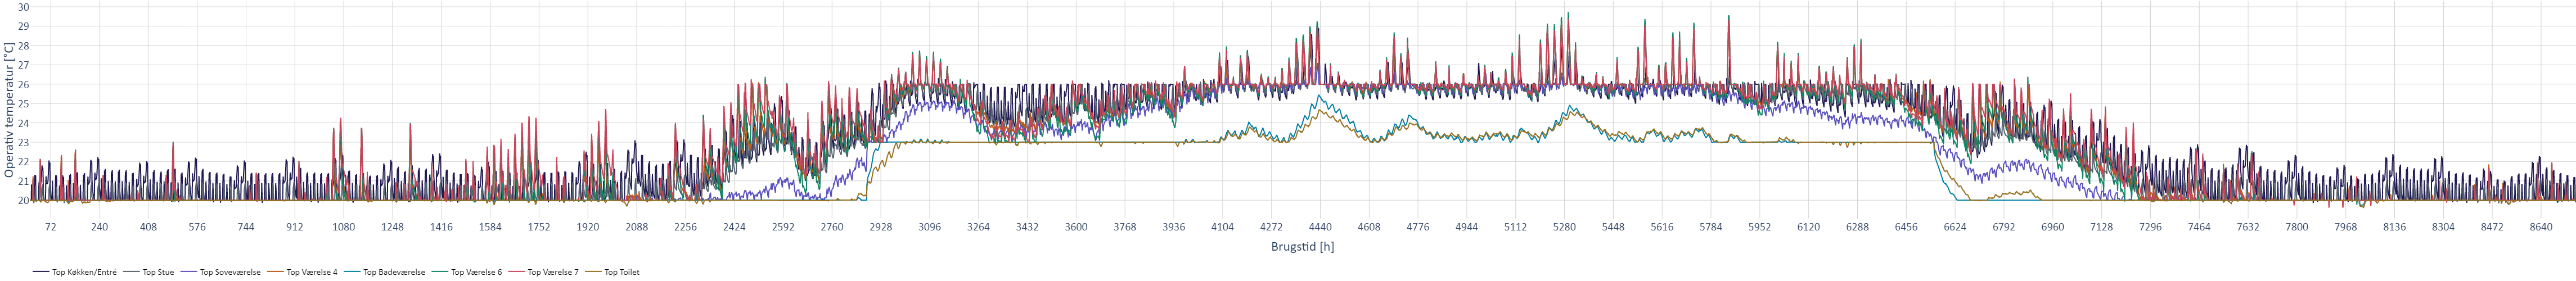 30
29
28
27
26
25
24
23
22
21
20
Operativ temperatur [°C]
72 240 408 576 744 912 1080 1248 1416 1584 1752 1920 2088 2256 2424 2592 2760 2928 3096 3264 3432 3600 3768 3936 4104 4272 4440 4608 4776 4944 5112 5280 5448 5616 5784 5952 6120 6288 6456 6624 6792 6960 7128 7296 7464 7632 7800 7968 8136 8304 8472 8640
Brugstid [h]
Top Køkken/Entré Top Stue Top Soveværelse Top Værelse 4 Top Badeværelse Top Værelse 6 Top Værelse 7 Top Toilet